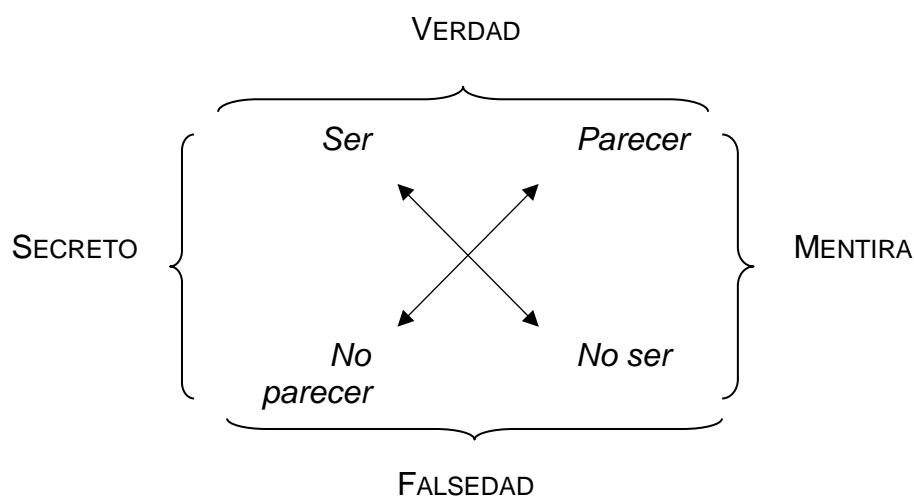 VERDAD
Ser Parecer
SECRETO MENTIRA
No No ser
parecer
FALSEDAD